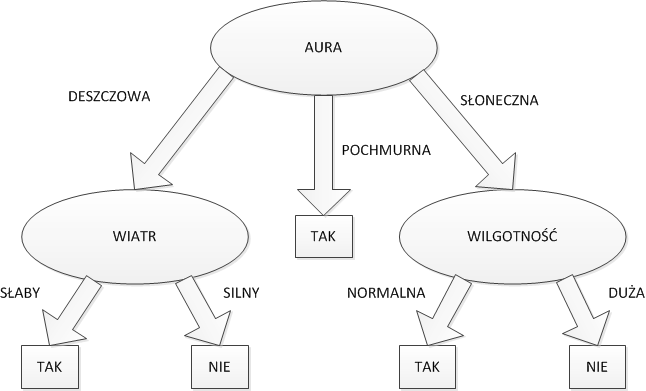 AURA
DESZCZOWA
SŁONECZNA
POCHMURNA
WIATR
TAK
WILGOTNOŚĆ
SŁABY
SILNY
NORMALNA
DUŻA
TAK
NIE
TAK
NIE